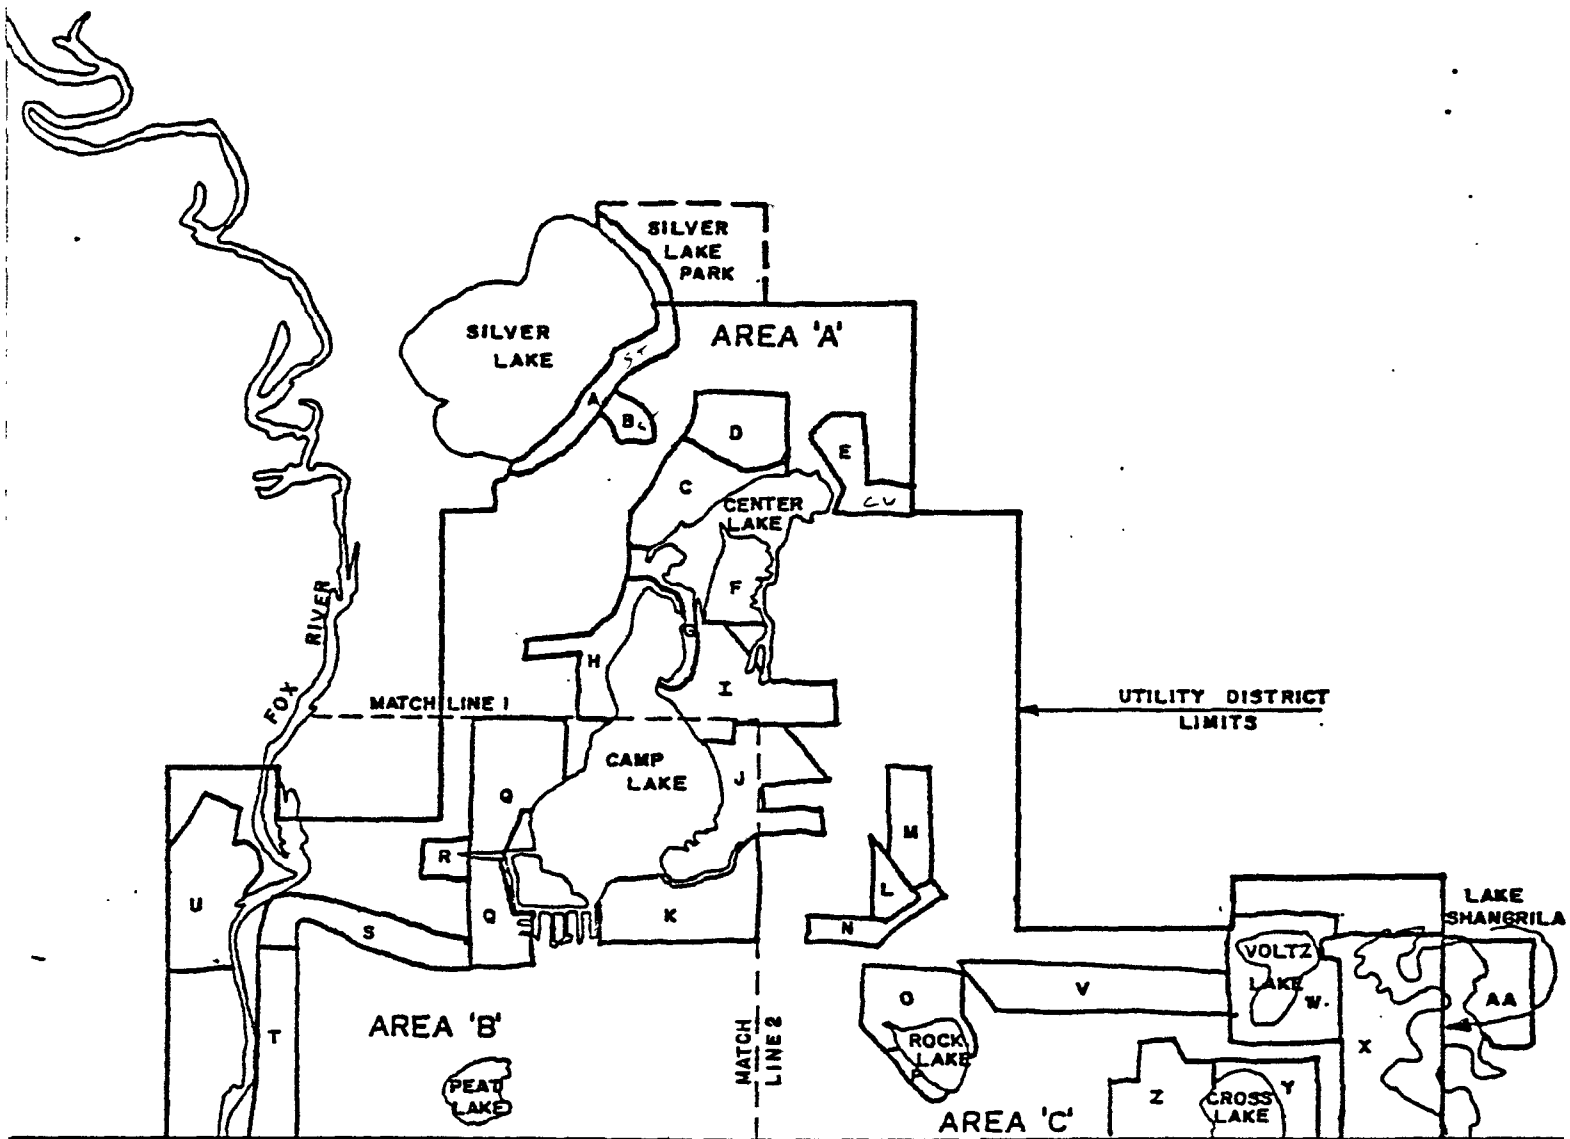 SILVER
LAKE
PARK
SILVER
LAKE
AREA 'A'
A
B
D
E
C
CENTER
LAKE
F
G
H
I
FOX RIVER
MATCH LINE 1
UTILITY DISTRICT
LIMITS
CAMP
LAKE
J
Q
R
M
L
N
K
Q
U
S
LAKE
SHANGRILA
VOLTZ
LAKE
W.
AA
V
O
ROCK
LAKE
P
X
T
AREA 'B'
MATCH
LINE 2
PEAT
LAKE
Z
Y
CROSS
LAKE
AREA 'C'